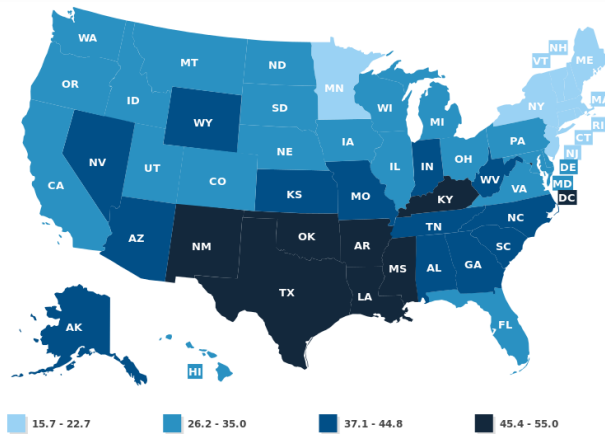 WA
NH
VT
ME
MT
ND
MN
OR
ID
WI
NY
MA
SD
MI
RI
WY
CT
IA
PA
NJ
NE
NV
OH
DE
IL
IN
UT
CO
WV
MD
CA
VA
KS
MO
KY
DC
NC
TN
AZ
OK
NM
AR
SC
MS
AL
GA
TX
LA
FL
AK
HI
15.7 - 22.7
26.2 - 35.0
37.1 - 44.8
45.4 - 55.0